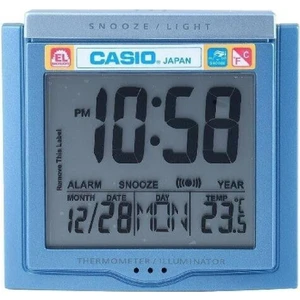 SNOOZE / LIGHT
EL
CASIO JAPAN
°C
°F
Remove This Label
PM 10:58
ALARM SNOOZE YEAR
MONTH DATE DAY TEMP
12/28 MON 23.5 °C
THERMOMETER / ILLUMINATOR